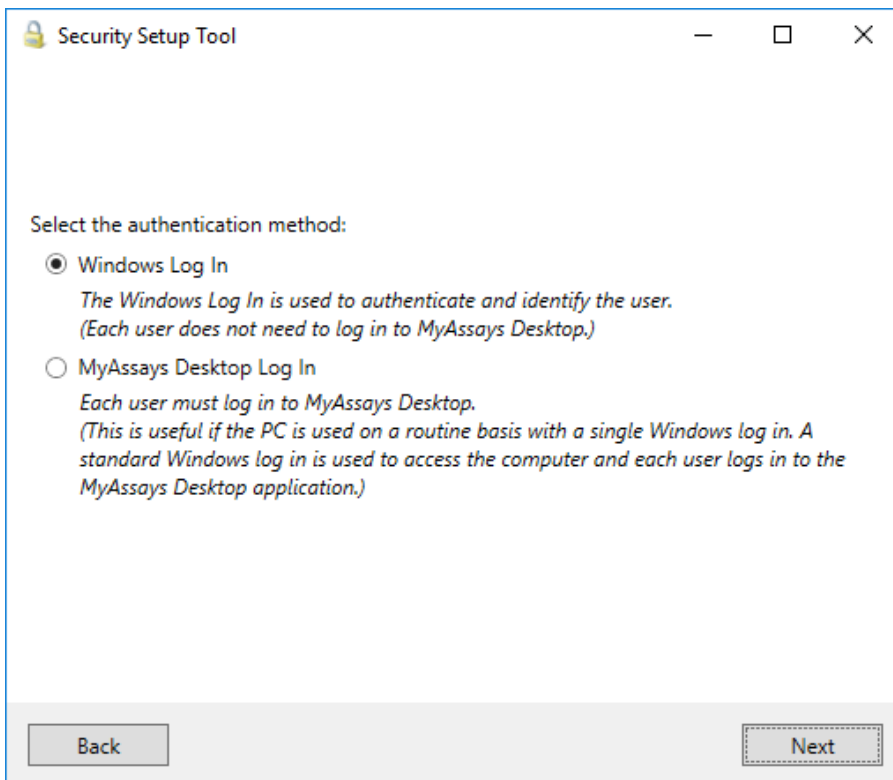 Security Setup Tool
Select the authentication method:
Windows Log In
The Windows Log In is used to authenticate and identify the user.
(Each user does not need to log in to MyAssays Desktop.)
MyAssays Desktop Log In
Each user must log in to MyAssays Desktop.
(This is useful if the PC is used on a routine basis with a single Windows log in. A
standard Windows log in is used to access the computer and each user logs in to the
MyAssays Desktop application.)
Back
Next